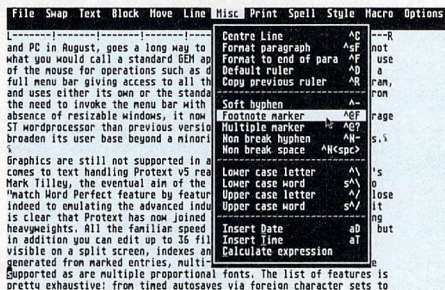 File Swap Text Block Move Line Misc Print Spell Style Macro Options
L-------!-------!-------!-------! --R
and PC in August, goes a long way to not
what you would call a standard GEM ap use
of the mouse for operations such as d a
full menu bar giving access to all th ram,
and uses either its own or the standa rom
the need to invoke the menu bar with
absence of resizable windows, it now rage
ST wordprocessor than previous versio
broaden its user base beyond a minori s.
Graphics are still not supported in a
comes to text handling Protext v5 rea 's
Mark Tilley, the eventual aim of the
"match Word Perfect feature by featur lose
indeed to emulating the advanced indu it
is clear that Protext has now joined ng
heavyweights. All the familian speed but
in addition you can edit up to 36 fil
visible on a split screen, indexes an
generated from marked entries, multi- e
Supported as are multiple proportional fonts. The list of features is
pretty exhaustive: from timed autosaves via foreign character sets to
Centre Line ^C
Format paragraph ^sF
Format to end of para ^F
Default ruler ^D
Copy previous ruler ^R
Soft hyphen ^-
Footnote marker ^@F
Multiple marker ^@?
Non break hyphen ^N-
Non break space ^N<spc>
Lower case letter ^\
Lower case word s^\
Upper case letter ^/
Upper case word s^/
Insert Date aD
Insert Time aT
Calculate expression